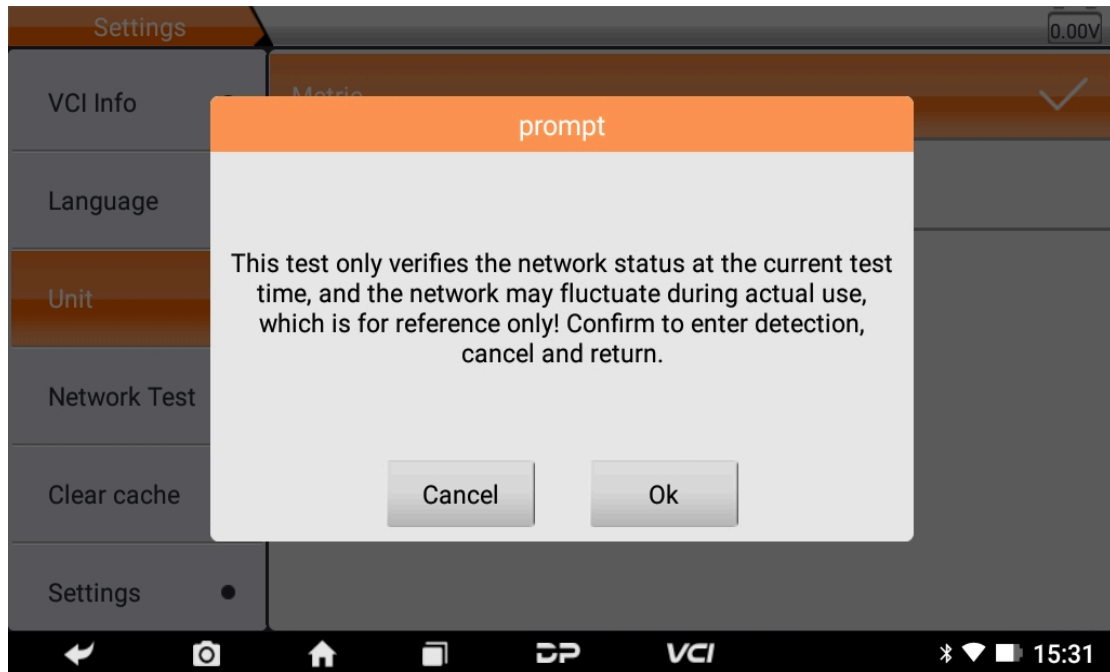 Settings
0.00V
VCI Info
Metric
prompt
Language
This test only verifies the network status at the current test
time, and the network may fluctuate during actual use,
which is for reference only! Confirm to enter detection,
cancel and return.
Unit
Network Test
Clear cache
Cancel
Ok
Settings
DP
VCI
15:31